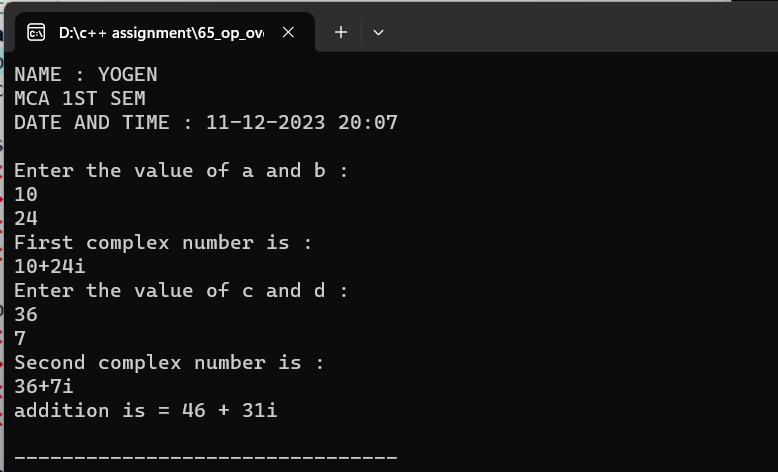 D:\c++ assignment\65_op_ov
NAME : YOGEN
MCA 1ST SEM
DATE AND TIME : 11-12-2023 20:07
Enter the value of a and b :
10
24
First complex number is :
10+24i
Enter the value of c and d :
36
7
Second complex number is :
36+7i
addition is = 46 + 31i
--------------------------------